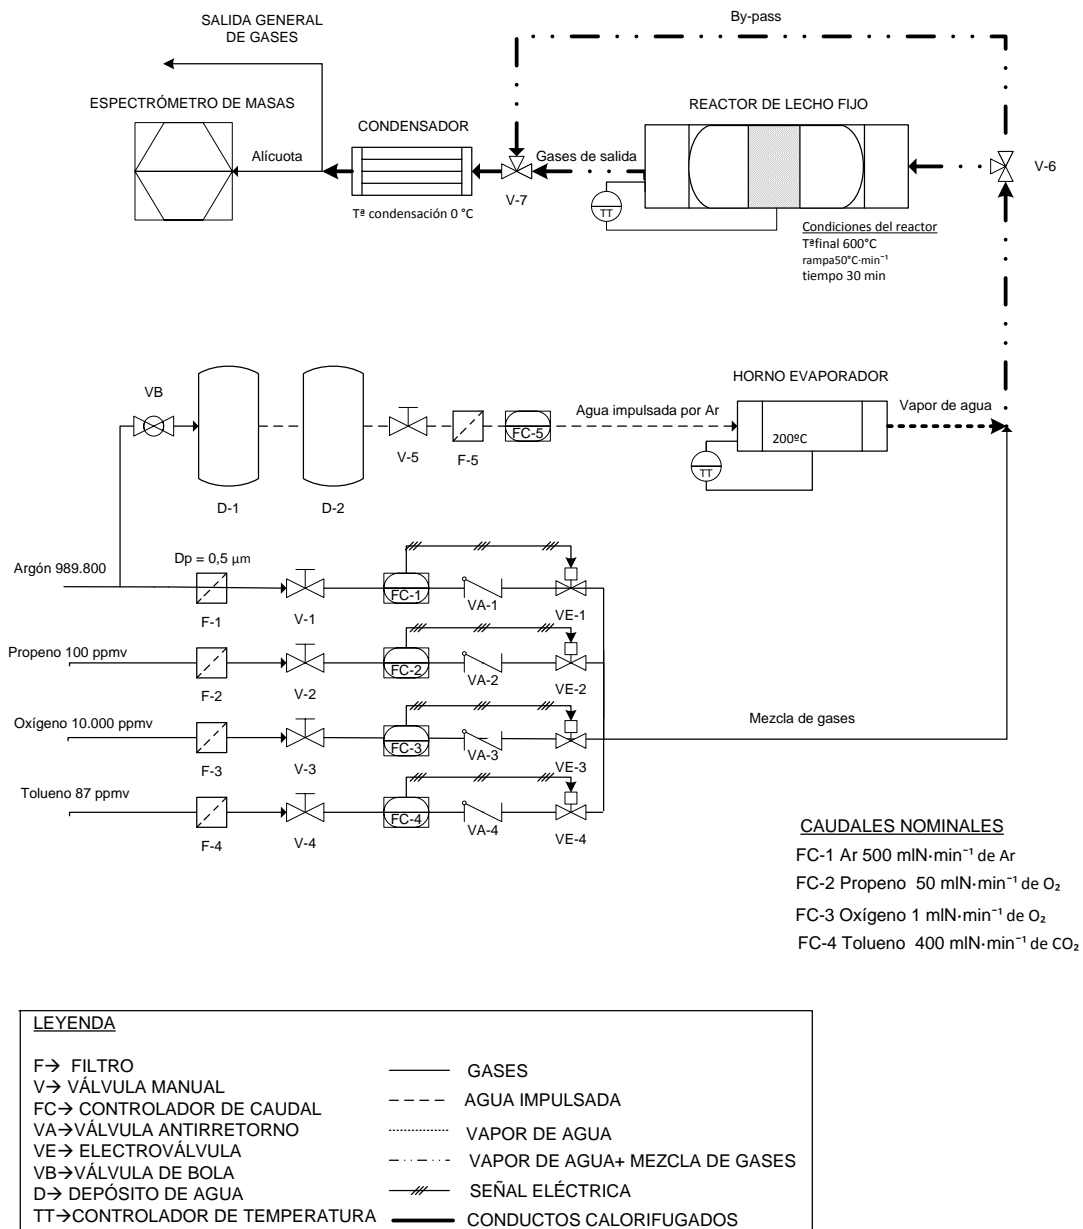 SALIDA GENERAL
DE GASES
By-pass
ESPECTRÓMETRO DE MASAS
REACTOR DE LECHO FIJO
CONDENSADOR
Alícuota
Gases de salida
V-6
V-7
Tª condensación 0 °C
TT
Condiciones del reactor
Tªfinal 600°C
rampa50°C·min⁻¹
tiempo 30 min
VB
HORNO EVAPORADOR
Agua impulsada por Ar
Vapor de agua
FC-5
200ºC
V-5
F-5
TT
D-1
D-2
Dp = 0,5 µm
Argón 989.800
FC-1
VA-1
F-1
V-1
VE-1
Propeno 100 ppmv
FC-2
VA-2
F-2
V-2
VE-2
Oxígeno 10.000 ppmv
Mezcla de gases
FC-3
VA-3
F-3
V-3
VE-3
Tolueno 87 ppmv
FC-4
VA-4
F-4
V-4
VE-4
CAUDALES NOMINALES
FC-1 Ar 500 mlN·min⁻¹ de Ar
FC-2 Propeno 50 mlN·min⁻¹ de O₂
FC-3 Oxígeno 1 mlN·min⁻¹ de O₂
FC-4 Tolueno 400 mlN·min⁻¹ de CO₂
LEYENDA
F→ FILTRO
V→ VÁLVULA MANUAL
FC→ CONTROLADOR DE CAUDAL
VA→VÁLVULA ANTIRRETORNO
VE→ ELECTROVÁLVULA
VB→VÁLVULA DE BOLA
D→ DEPÓSITO DE AGUA
TT→CONTROLADOR DE TEMPERATURA
GASES
AGUA IMPULSADA
VAPOR DE AGUA
VAPOR DE AGUA+ MEZCLA DE GASES
SEÑAL ELÉCTRICA
CONDUCTOS CALORIFUGADOS